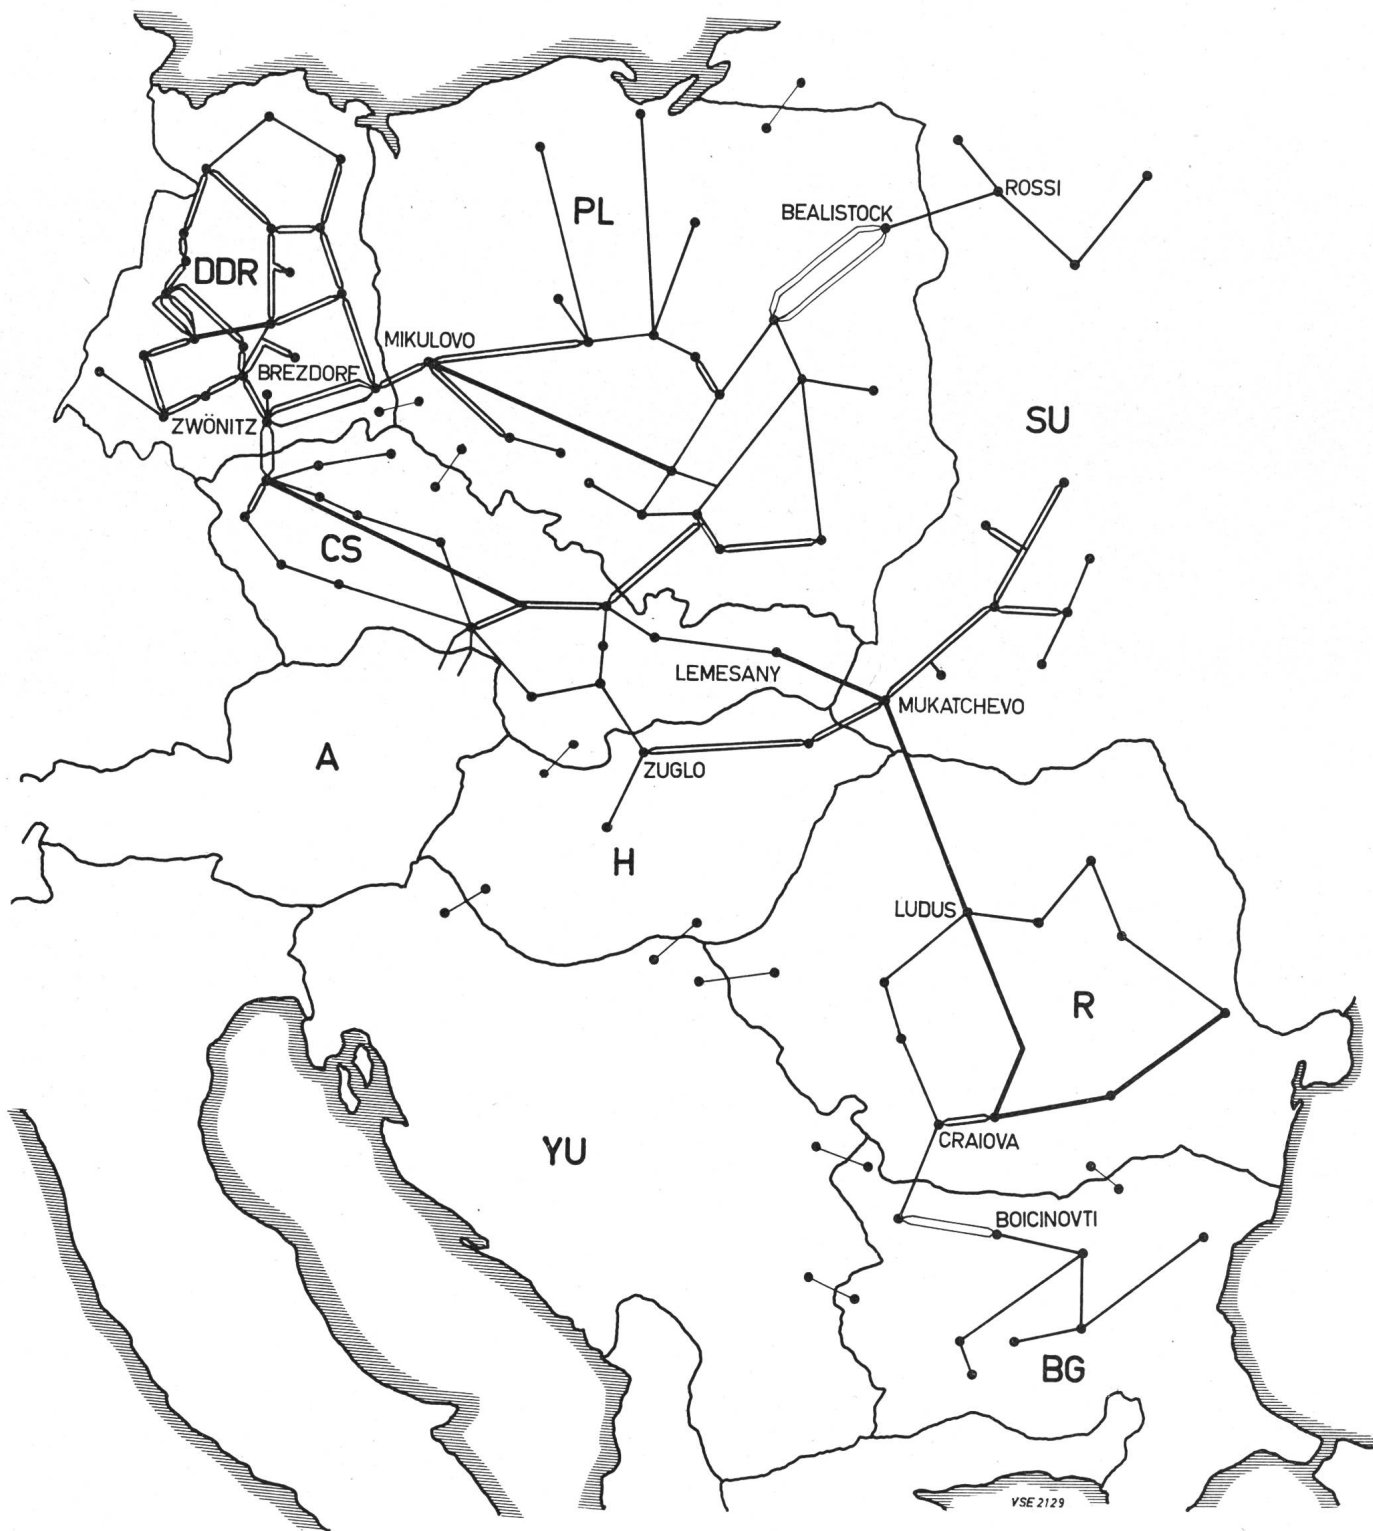 ROSSI
PL
BEALISTOCK
DDR
MIKULOVO
BREZDORF
SU
ZWÖNITZ
CS
LEMESANY
MUKATCHEVO
A
ZUGLO
H
LUDUS
R
CRAIOVA
YU
BOICINOVTI
BG
VSE 2129